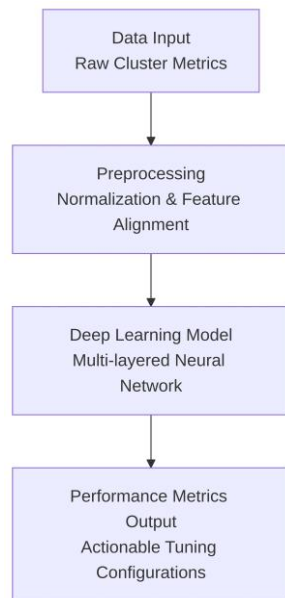 Data Input
Raw Cluster Metrics
Preprocessing
Normalization & Feature
Alignment
Deep Learning Model
Multi-layered Neural
Network
Performance Metrics
Output
Actionable Tuning
Configurations